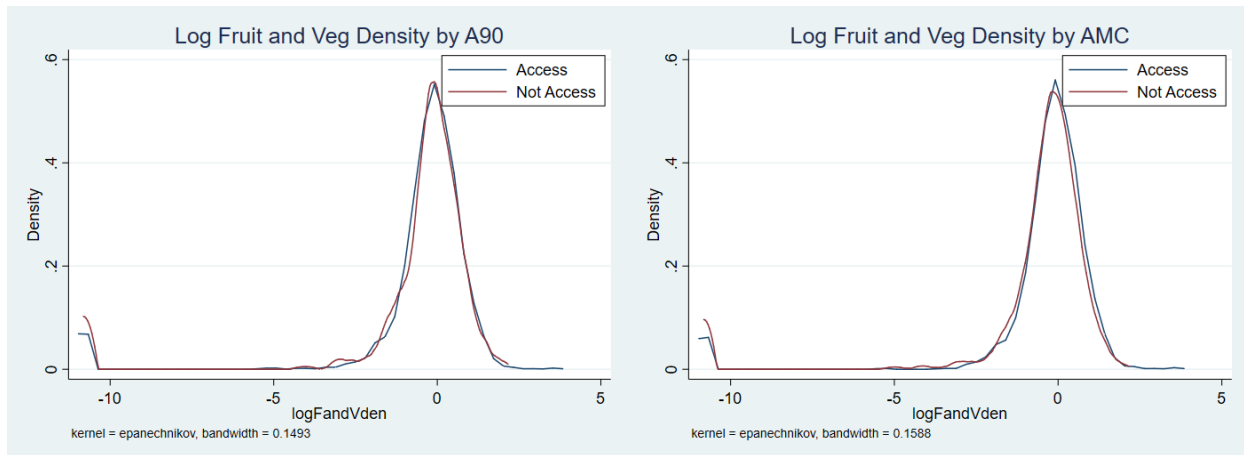 Log Fruit and Veg Density by A90
Access
Not Access
.6
.4
.2
0
Density
-10
-5
0
5
logFandVden
kernel = epanechnikov, bandwidth = 0.1493
Log Fruit and Veg Density by AMC
Access
Not Access
.6
.4
.2
0
Density
-10
-5
0
5
logFandVden
kernel = epanechnikov, bandwidth = 0.1588